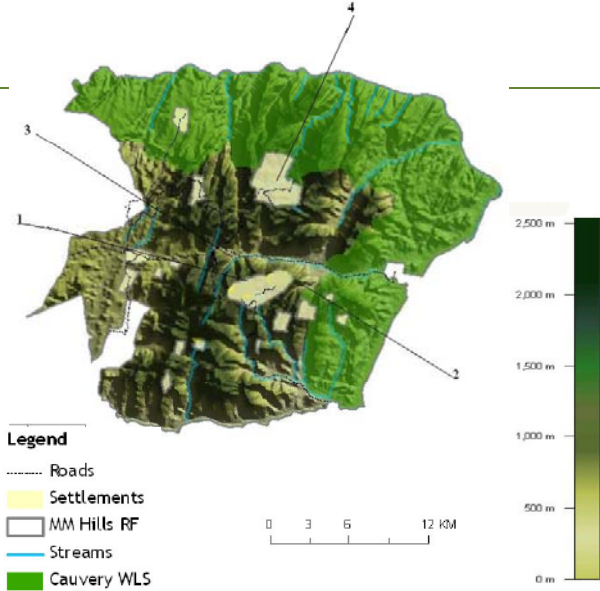 4
3
1
2
2,500 m
2,000 m
1,500 m
1,000 m
500 m
0 m
Legend
Roads
Settlements
MM Hills RF
Streams
Cauvery WLS
0 3 6 12 KM